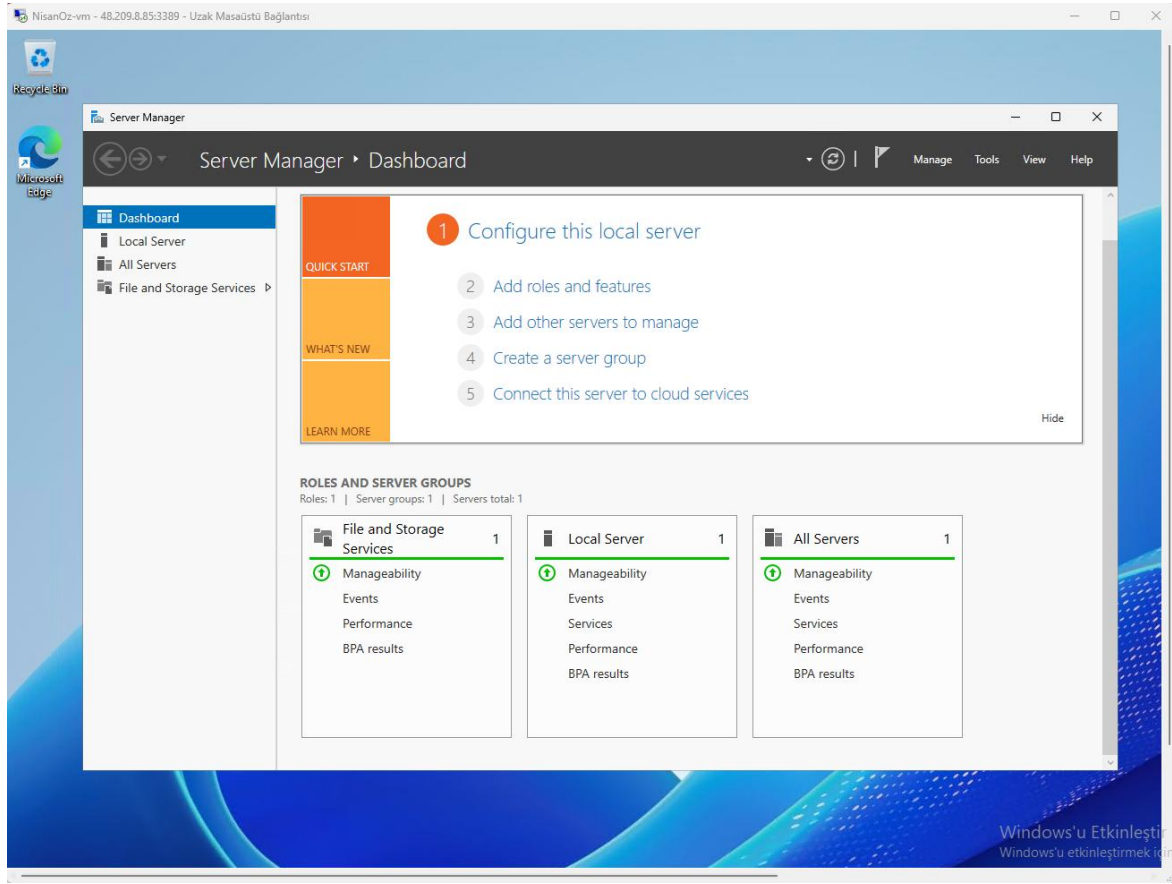 NisanOz-vm - 48.209.8.85:3389 - Uzak Masaüstü Bağlantısı
Recycle Bin
Microsoft
Edge
Server Manager
Server Manager • Dashboard
Manage Tools View Help
Dashboard
Local Server
All Servers
File and Storage Services
QUICK START
WHAT'S NEW
LEARN MORE
1 Configure this local server
2 Add roles and features
3 Add other servers to manage
4 Create a server group
5 Connect this server to cloud services
Hide
ROLES AND SERVER GROUPS
Roles: 1 | Server groups: 1 | Servers total: 1
File and Storage
Services 1
Manageability
Events
Performance
BPA results
Local Server 1
Manageability
Events
Services
Performance
BPA results
All Servers 1
Manageability
Events
Services
Performance
BPA results
Windows'u Etkinleştir
Windows'u etkinleştirmek için